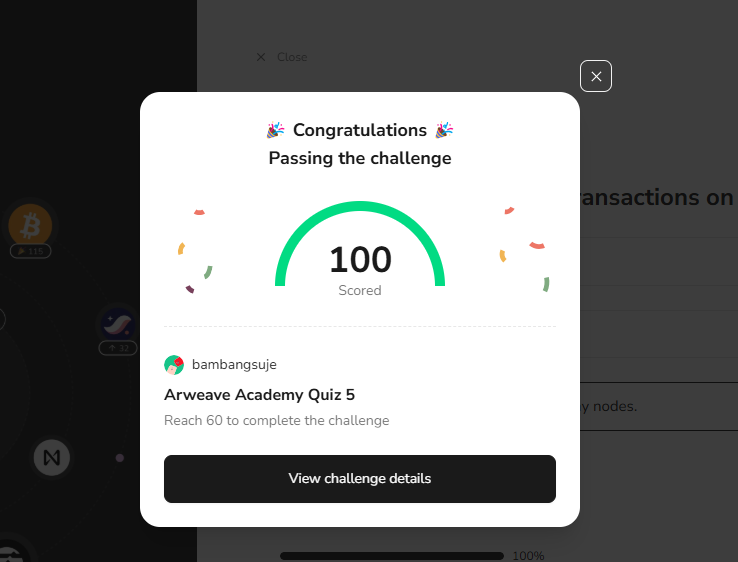 Close
Congratulations
Passing the challenge
ransactions on
115
100
Scored
33
bambangsuje
Arweave Academy Quiz 5
y nodes.
Reach 60 to complete the challenge
View challenge details
100%